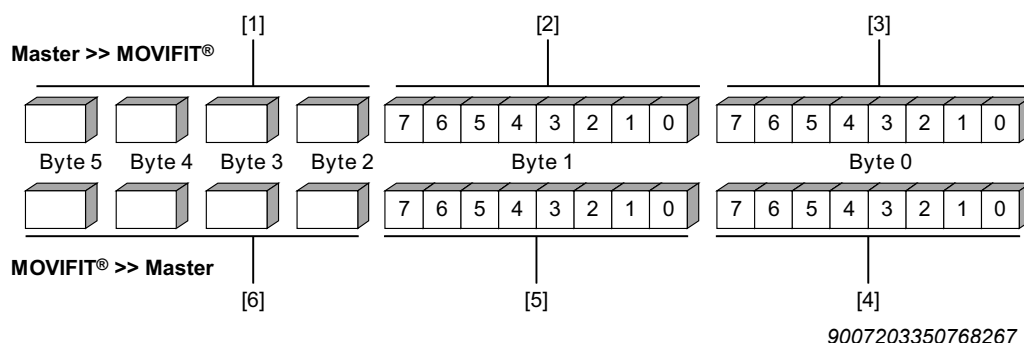 [1] [2] [3]
Master >> MOVIFIT®
7 6 5 4 3 2 1 0 7 6 5 4 3 2 1 0
Byte 5 Byte 4 Byte 3 Byte 2 Byte 1 Byte 0
7 6 5 4 3 2 1 0 7 6 5 4 3 2 1 0
MOVIFIT® >> Master
[6] [5] [4]
9007203350768267